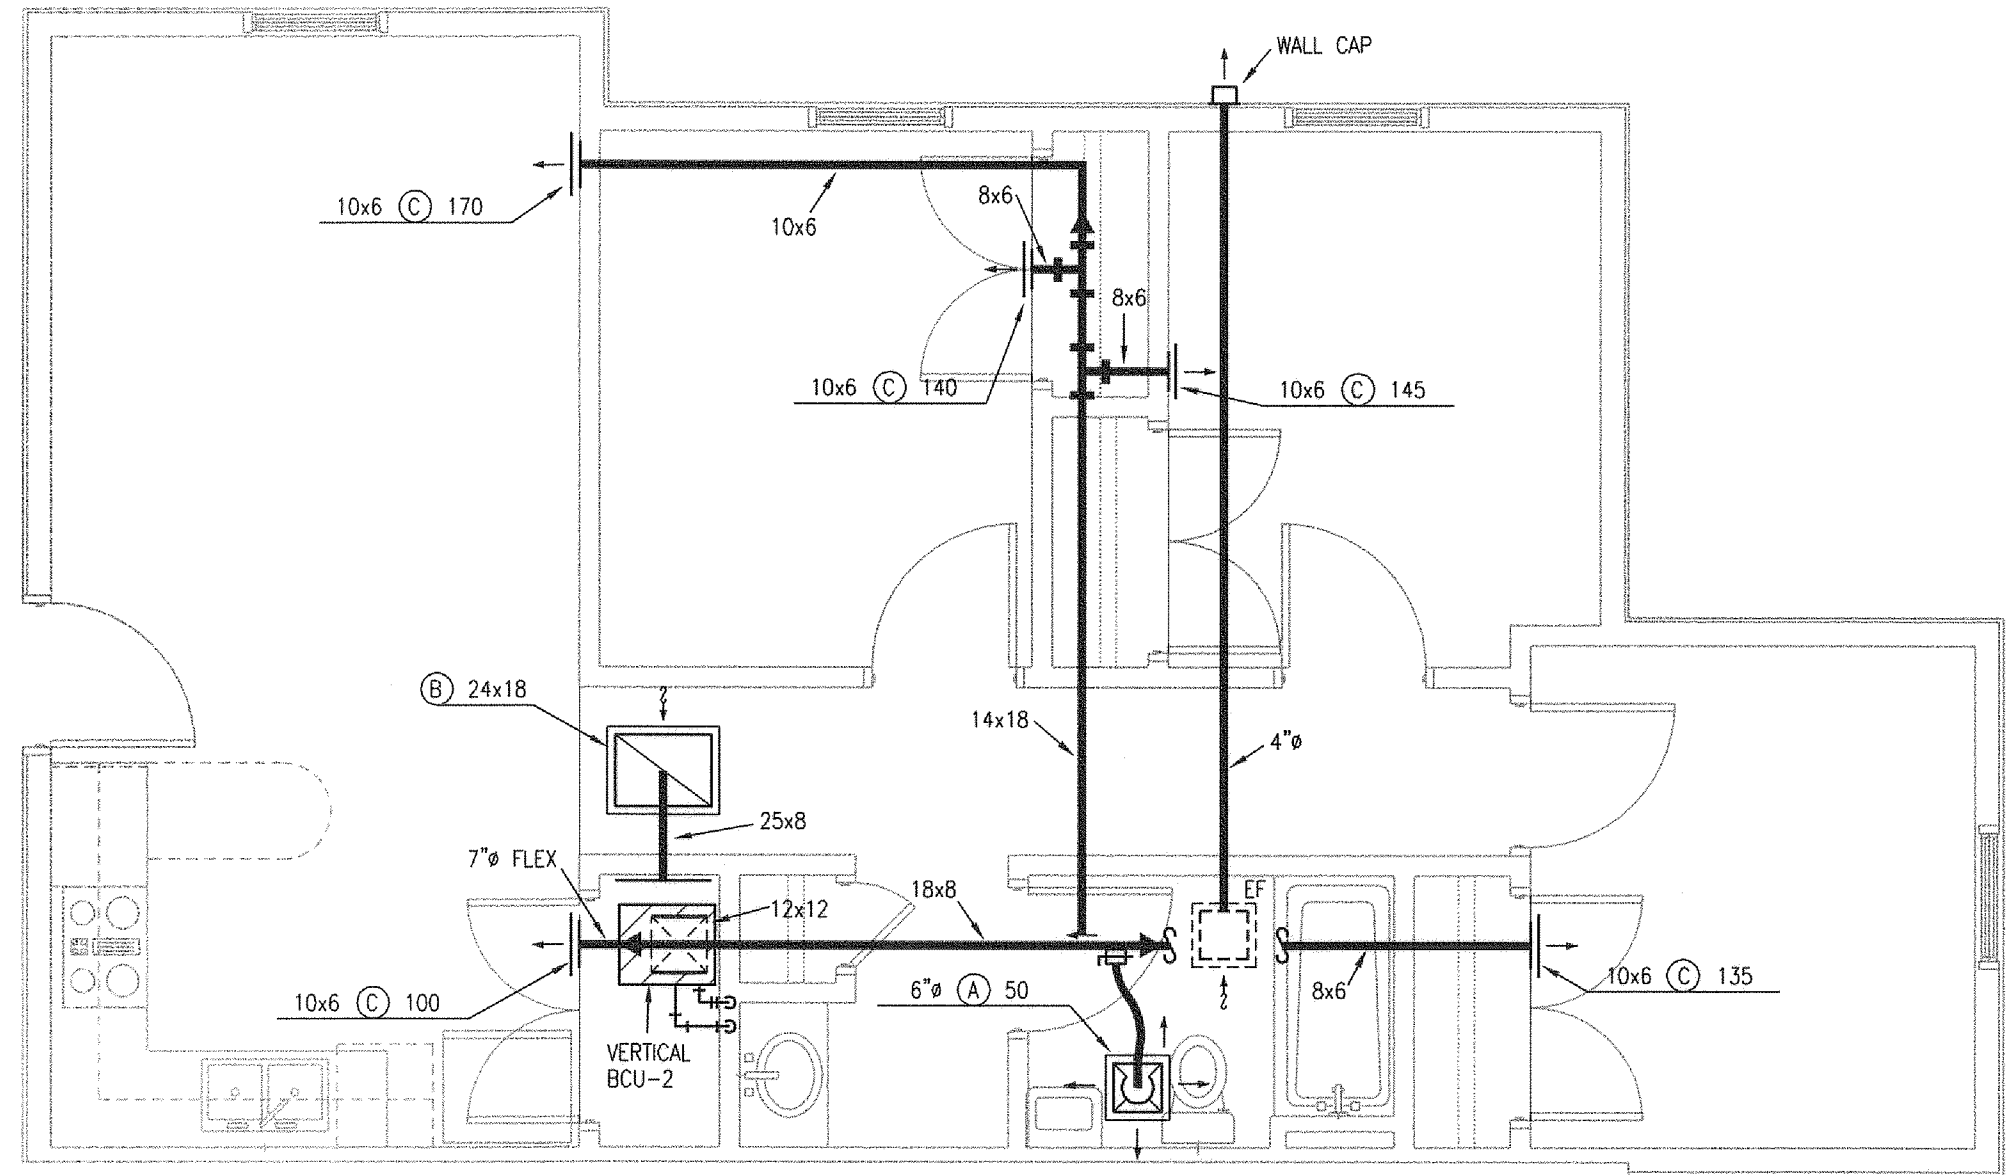 WALL CAP
10x6 C 170
10x6
8x6
8x6
10x6 C 140
10x6 C 145
B 24x18
14x18
4"ø
25x8
7"ø FLEX
12x12
18x8
EF
10x6 C 100
6"ø A 50
8x6
10x6 C 135
VERTICAL
BCU-2